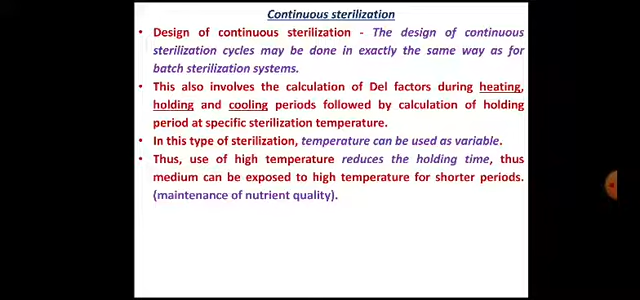 Continuous sterilization
• Design of continuous sterilization - The design of continuous
sterilization cycles may be done in exactly the same way as for
batch sterilization systems.
• This also involves the calculation of Del factors during heating,
holding and cooling periods followed by calculation of holding
period at specific sterilization temperature.
• In this type of sterilization, temperature can be used as variable.
• Thus, use of high temperature reduces the holding time, thus
medium can be exposed to high temperature for shorter periods.
(maintenance of nutrient quality).